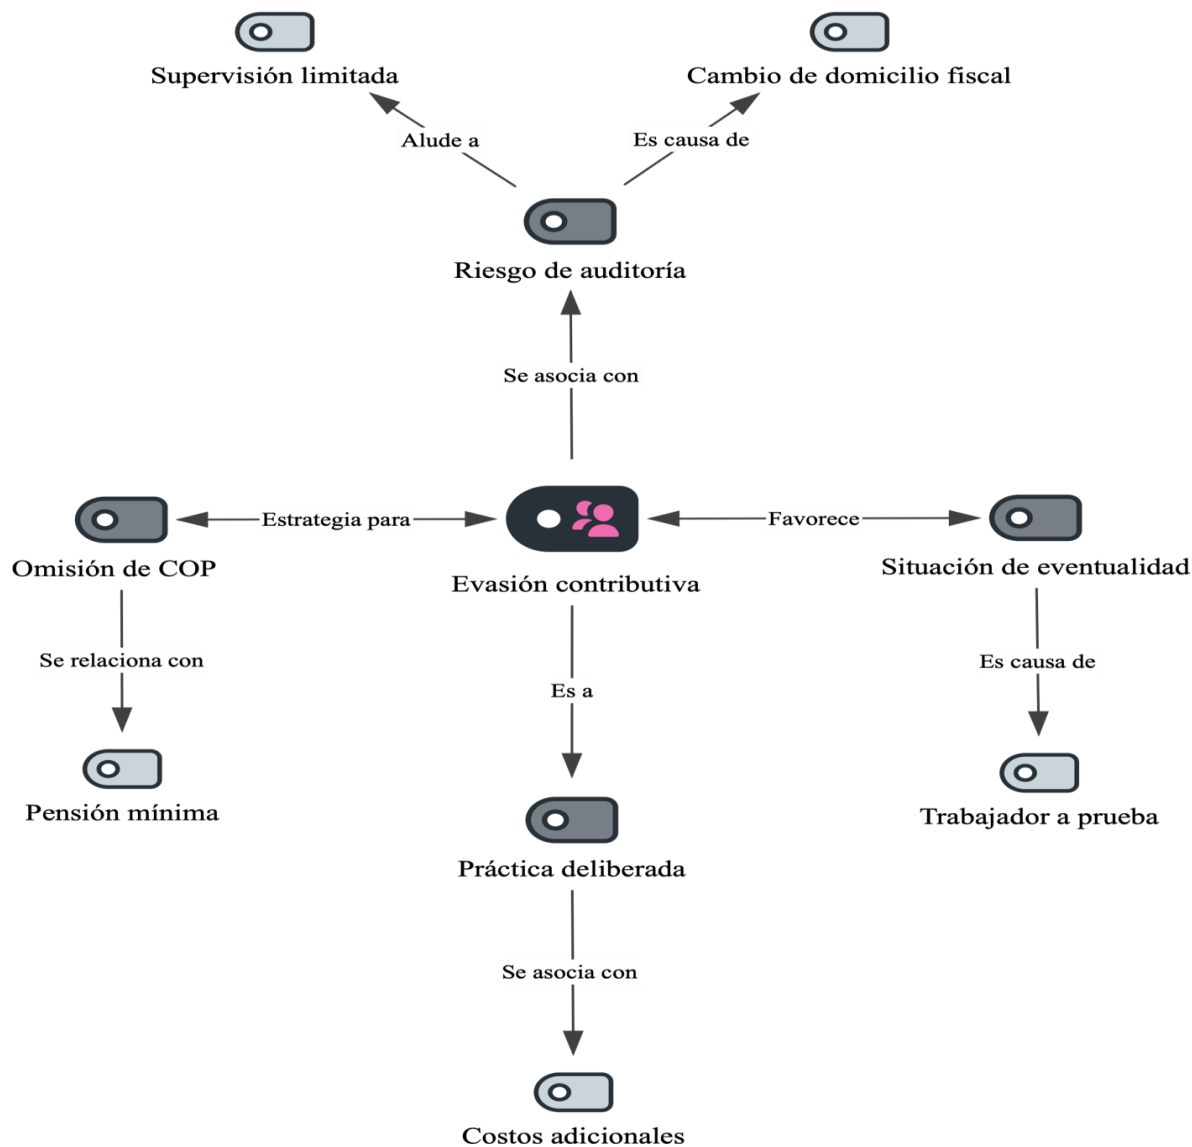 Supervisión limitada
Cambio de domicilio fiscal
Alude a
Es causa de
Riesgo de auditoría
Se asocia con
Estrategia para
Favorece
Omisión de COP
Evasión contributiva
Situación de eventualidad
Se relaciona con
Es a
Es causa de
Pensión mínima
Trabajador a prueba
Práctica deliberada
Se asocia con
Costos adicionales